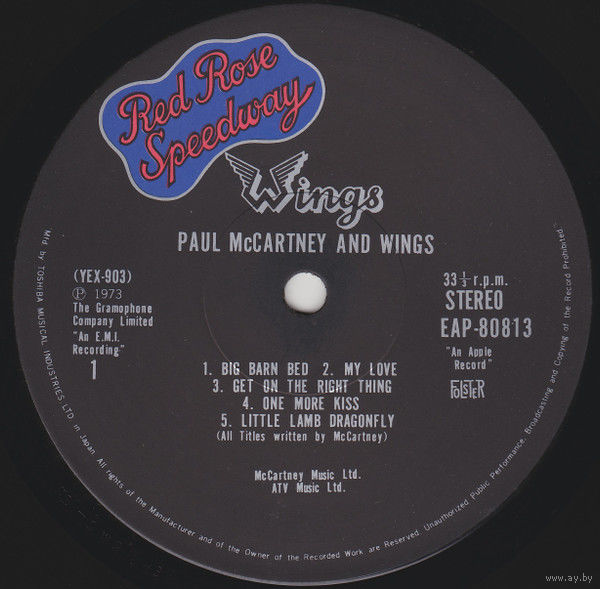 Red Rose
Speedway
Wings
PAUL McCARTNEY AND WINGS
(YEX-903)
Ⓟ 1973
The Gramophone
Company Limited
"An E.M.I.
Recording"
1
33⅓ r.p.m.
STEREO
EAP-80813
"An Apple
Record"
1. BIG BARN BED 2. MY LOVE
3. GET ON THE RIGHT THING
4. ONE MORE KISS
5. LITTLE LAMB DRAGONFLY
(All Titles written by McCartney)
McCartney Music Ltd.
ATV Music Ltd.
Mfd by TOSHIBA MUSICAL INDUSTRIES LTD in Japan. All rights of the Manufacturer and of the Owner of the Recorded Work are Reserved. Unauthorized Public Performance, Broadcasting and Copying of the Record Prohibited
www.ay.by